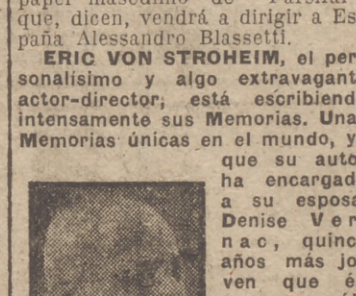 papel masculino de
que, dicen, vendrá a dirigir a Es
paña Alessandro Blassetti.
ERIC VON STROHEIM, el per
sonalísimo y algo extravagant
actor-director, está escribiend
intensamente sus Memorias. Una
Memorias únicas en el mundo, y
que su auto
ha encargad
a su esposa
Denise Ver
nac, quinc
años más jo
ven que é